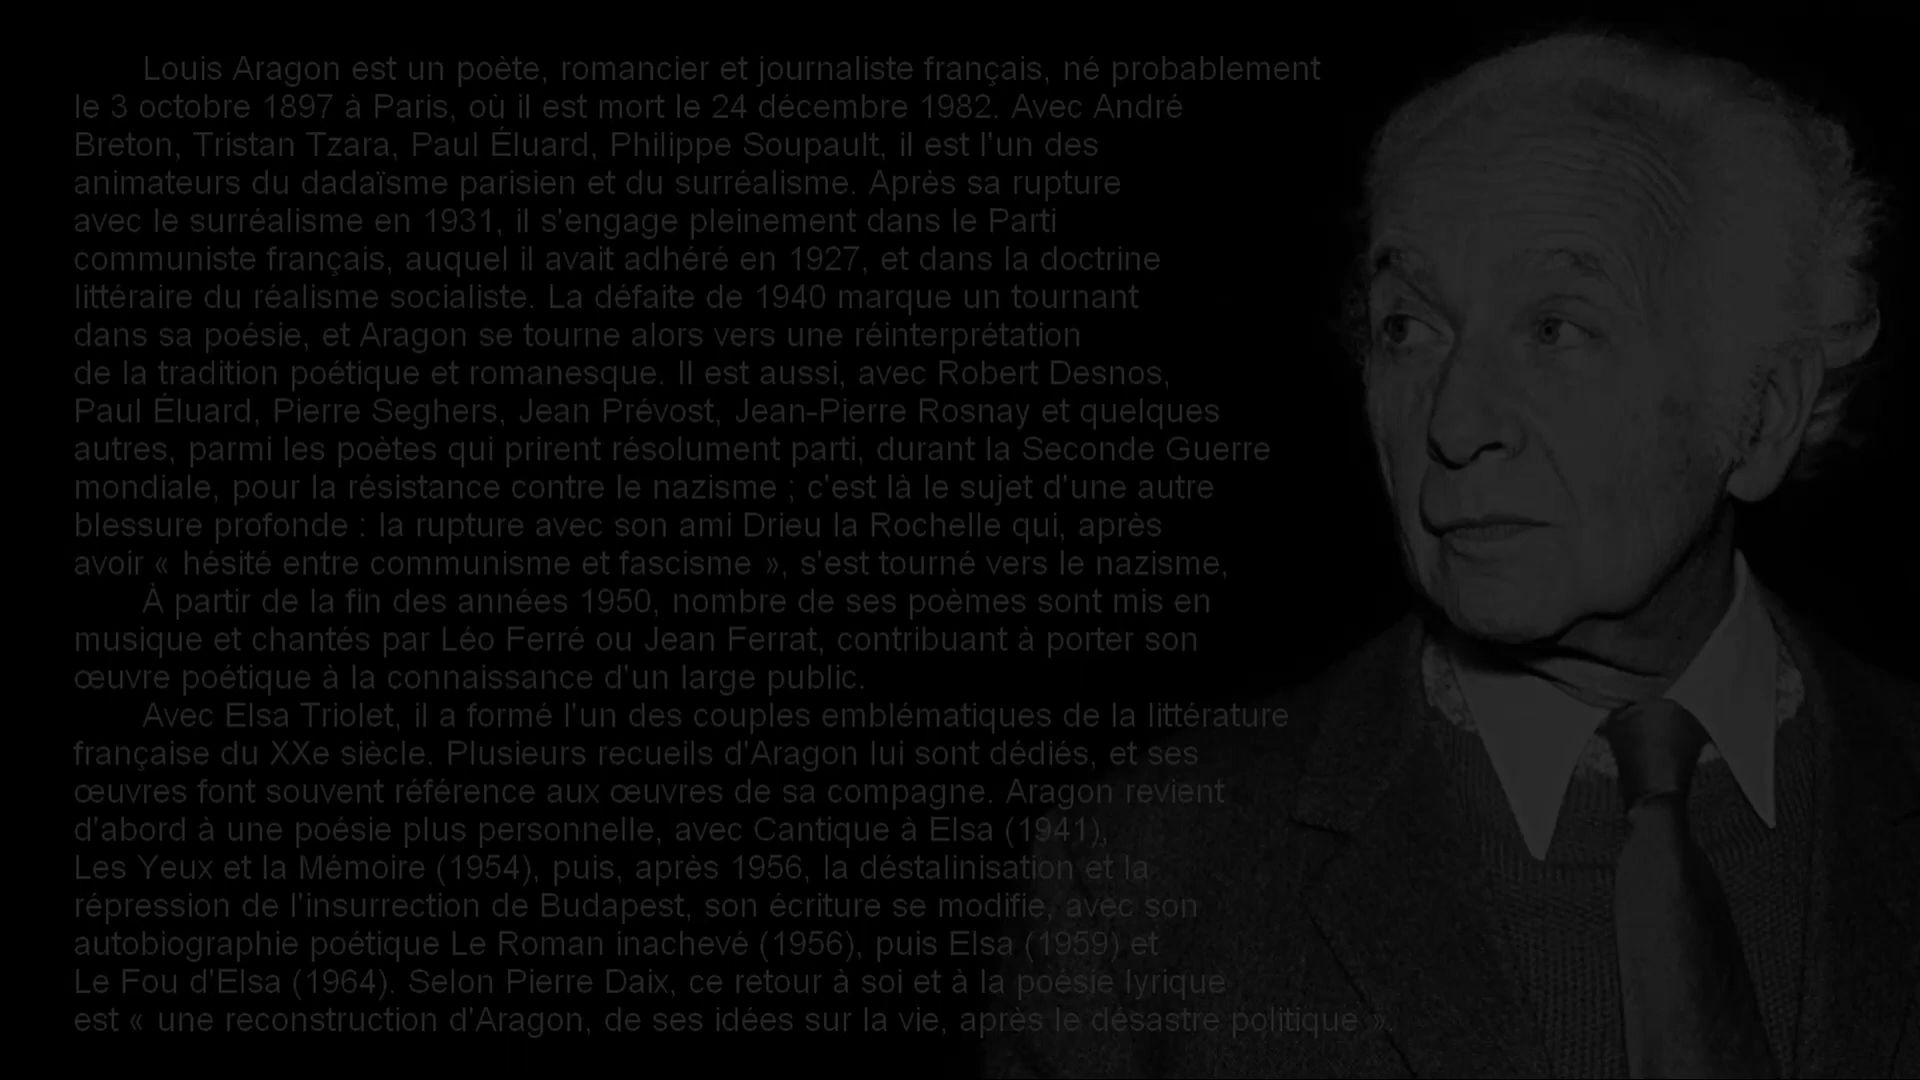 Louis Aragon est un poète, romancier et journaliste français, né probablement
le 3 octobre 1897 à Paris, où il est mort le 24 décembre 1982. Avec André
Breton, Tristan Tzara, Paul Éluard, Philippe Soupault, il est l'un des
animateurs du dadaïsme parisien et du surréalisme. Après sa rupture
avec le surréalisme en 1931, il s'engage pleinement dans le Parti
communiste français, auquel il avait adhéré en 1927, et dans la doctrine
littéraire du réalisme socialiste. La défaite de 1940 marque un tournant
dans sa poésie, et Aragon se tourne alors vers une réinterprétation
de la tradition poétique et romanesque. Il est aussi, avec Robert Desnos,
Paul Éluard, Pierre Seghers, Jean Prévost, Jean-Pierre Rosnay et quelques
autres, parmi les poètes qui prirent résolument parti, durant la Seconde Guerre
mondiale, pour la résistance contre le nazisme ; c'est là le sujet d'une autre
blessure profonde : la rupture avec son ami Drieu la Rochelle qui, après
avoir « hésité entre communisme et fascisme », s'est tourné vers le nazisme,
À partir de la fin des années 1950, nombre de ses poèmes sont mis en
musique et chantés par Léo Ferré ou Jean Ferrat, contribuant à porter son
œuvre poétique à la connaissance d'un large public.
Avec Elsa Triolet, il a formé l'un des couples emblématiques de la littérature
française du XXe siècle. Plusieurs recueils d'Aragon lui sont dédiés, et ses
œuvres font souvent référence aux œuvres de sa compagne. Aragon revient
d'abord à une poésie plus personnelle, avec Cantique à Elsa (1941),
Les Yeux et la Mémoire (1954), puis, après 1956, la déstalinisation et la
répression de l'insurrection de Budapest, son écriture se modifie, avec son
autobiographie poétique Le Roman inachevé (1956), puis Elsa (1959) et
Le Fou d'Elsa (1964). Selon Pierre Daix, ce retour à soi et à la poésie lyrique
est « une reconstruction d'Aragon, de ses idées sur la vie, après le désastre politique ».